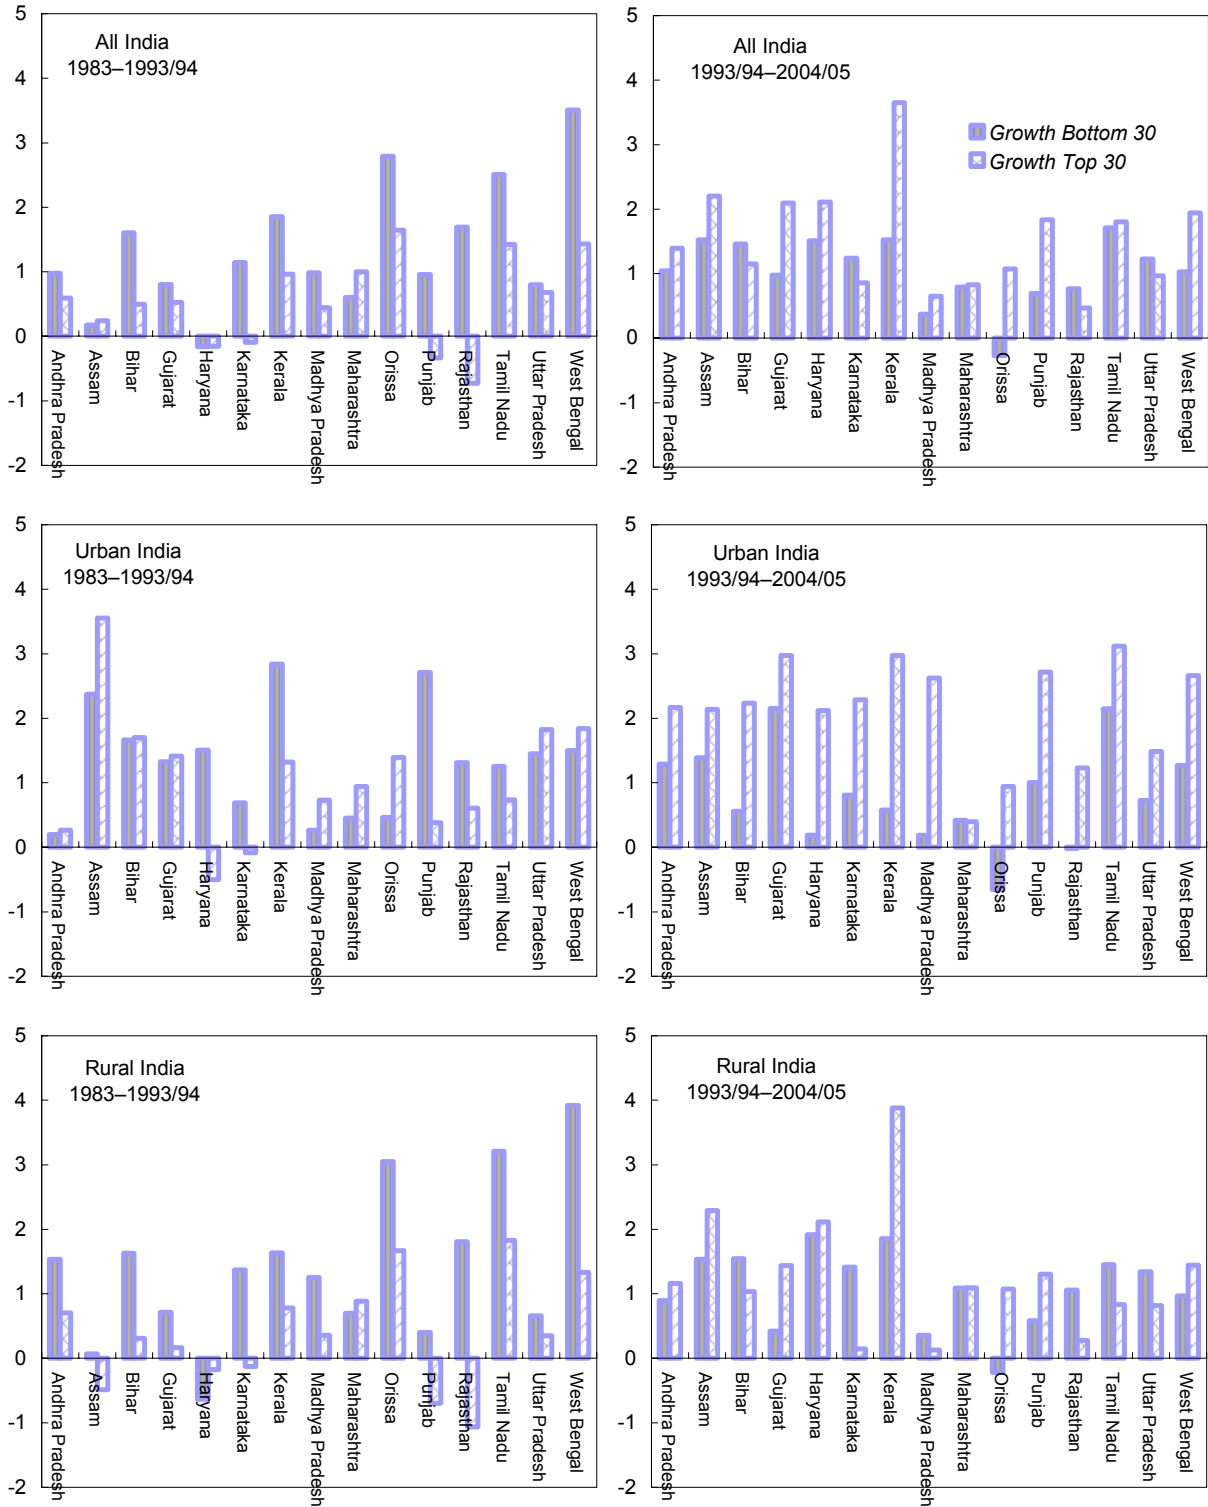 5
4
3
2
1
0
-1
-2
All India
1983–1993/94
Andhra Pradesh
Assam
Bihar
Gujarat
Haryana
Karnataka
Kerala
Madhya Pradesh
Maharashtra
Orissa
Punjab
Rajasthan
Tamil Nadu
Uttar Pradesh
West Bengal
5
4
3
2
1
0
-1
-2
All India
1993/94–2004/05
Growth Bottom 30
Growth Top 30
Andhra Pradesh
Assam
Bihar
Gujarat
Haryana
Karnataka
Kerala
Madhya Pradesh
Maharashtra
Orissa
Punjab
Rajasthan
Tamil Nadu
Uttar Pradesh
West Bengal
5
4
3
2
1
0
-1
-2
Urban India
1983–1993/94
Andhra Pradesh
Assam
Bihar
Gujarat
Haryana
Karnataka
Kerala
Madhya Pradesh
Maharashtra
Orissa
Punjab
Rajasthan
Tamil Nadu
Uttar Pradesh
West Bengal
5
4
3
2
1
0
-1
-2
Urban India
1993/94–2004/05
Andhra Pradesh
Assam
Bihar
Gujarat
Haryana
Karnataka
Kerala
Madhya Pradesh
Maharashtra
Orissa
Punjab
Rajasthan
Tamil Nadu
Uttar Pradesh
West Bengal
5
4
3
2
1
0
-1
-2
Rural India
1983–1993/94
Andhra Pradesh
Assam
Bihar
Gujarat
Haryana
Karnataka
Kerala
Madhya Pradesh
Maharashtra
Orissa
Punjab
Rajasthan
Tamil Nadu
Uttar Pradesh
West Bengal
5
4
3
2
1
0
-1
-2
Rural India
1993/94–2004/05
Andhra Pradesh
Assam
Bihar
Gujarat
Haryana
Karnataka
Kerala
Madhya Pradesh
Maharashtra
Orissa
Punjab
Rajasthan
Tamil Nadu
Uttar Pradesh
West Bengal